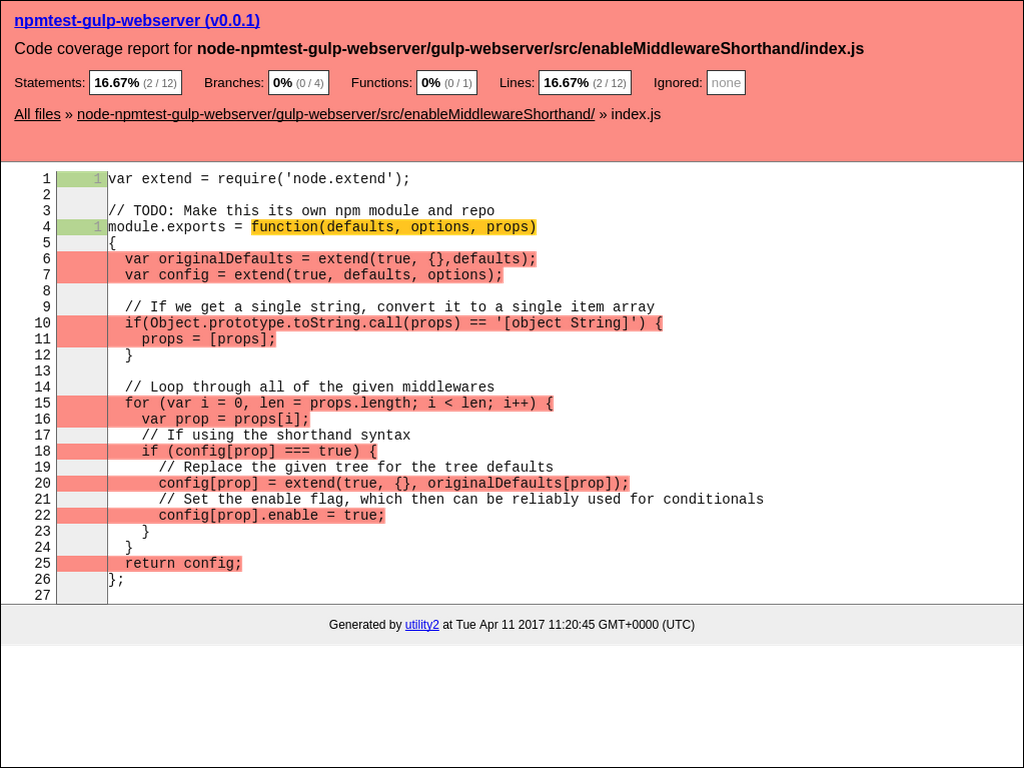 npmtest-gulp-webserver (v0.0.1)
Code coverage report for node-npmtest-gulp-webserver/gulp-webserver/src/enableMiddlewareShorthand/index.js
Statements: 16.67% (2 / 12) Branches: 0% (0 / 4) Functions: 0% (0 / 1) Lines: 16.67% (2 / 12) Ignored: none
All files » node-npmtest-gulp-webserver/gulp-webserver/src/enableMiddlewareShorthand/ » index.js
1 1 var extend = require('node.extend');
2
3 // TODO: Make this its own npm module and repo
4 1 module.exports = function(defaults, options, props)
5 {
6   var originalDefaults = extend(true, {},defaults);
7   var config = extend(true, defaults, options);
8
9   // If we get a single string, convert it to a single item array
10   if(Object.prototype.toString.call(props) == '[object String]') {
11     props = [props];
12   }
13
14   // Loop through all of the given middlewares
15   for (var i = 0, len = props.length; i < len; i++) {
16     var prop = props[i];
17     // If using the shorthand syntax
18     if (config[prop] === true) {
19       // Replace the given tree for the tree defaults
20       config[prop] = extend(true, {}, originalDefaults[prop]);
21       // Set the enable flag, which then can be reliably used for conditionals
22       config[prop].enable = true;
23     }
24   }
25   return config;
26 };
27
Generated by utility2 at Tue Apr 11 2017 11:20:45 GMT+0000 (UTC)